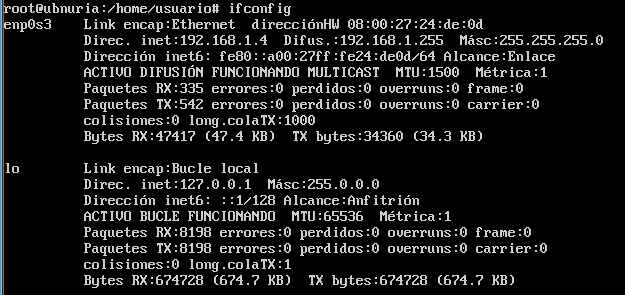 root@ubnuria:/home/usuario# ifconfig
enp0s3    Link encap:Ethernet  direcciónHW 08:00:27:24:de:0d
          Direc. inet:192.168.1.4  Difus.:192.168.1.255  Másc:255.255.255.0
          Dirección inet6: fe80::a00:27ff:fe24:de0d/64 Alcance:Enlace
          ACTIVO DIFUSIÓN FUNCIONANDO MULTICAST  MTU:1500  Métrica:1
          Paquetes RX:335 errores:0 perdidos:0 overruns:0 frame:0
          Paquetes TX:542 errores:0 perdidos:0 overruns:0 carrier:0
          colisiones:0 long.colaTX:1000
          Bytes RX:47417 (47.4 KB)  TX bytes:34360 (34.3 KB)
lo        Link encap:Bucle local
          Direc. inet:127.0.0.1  Másc:255.0.0.0
          Dirección inet6: ::1/128 Alcance:Anfitrión
          ACTIVO BUCLE FUNCIONANDO  MTU:65536  Métrica:1
          Paquetes RX:8198 errores:0 perdidos:0 overruns:0 frame:0
          Paquetes TX:8198 errores:0 perdidos:0 overruns:0 carrier:0
          colisiones:0 long.colaTX:1
          Bytes RX:674728 (674.7 KB)  TX bytes:674728 (674.7 KB)